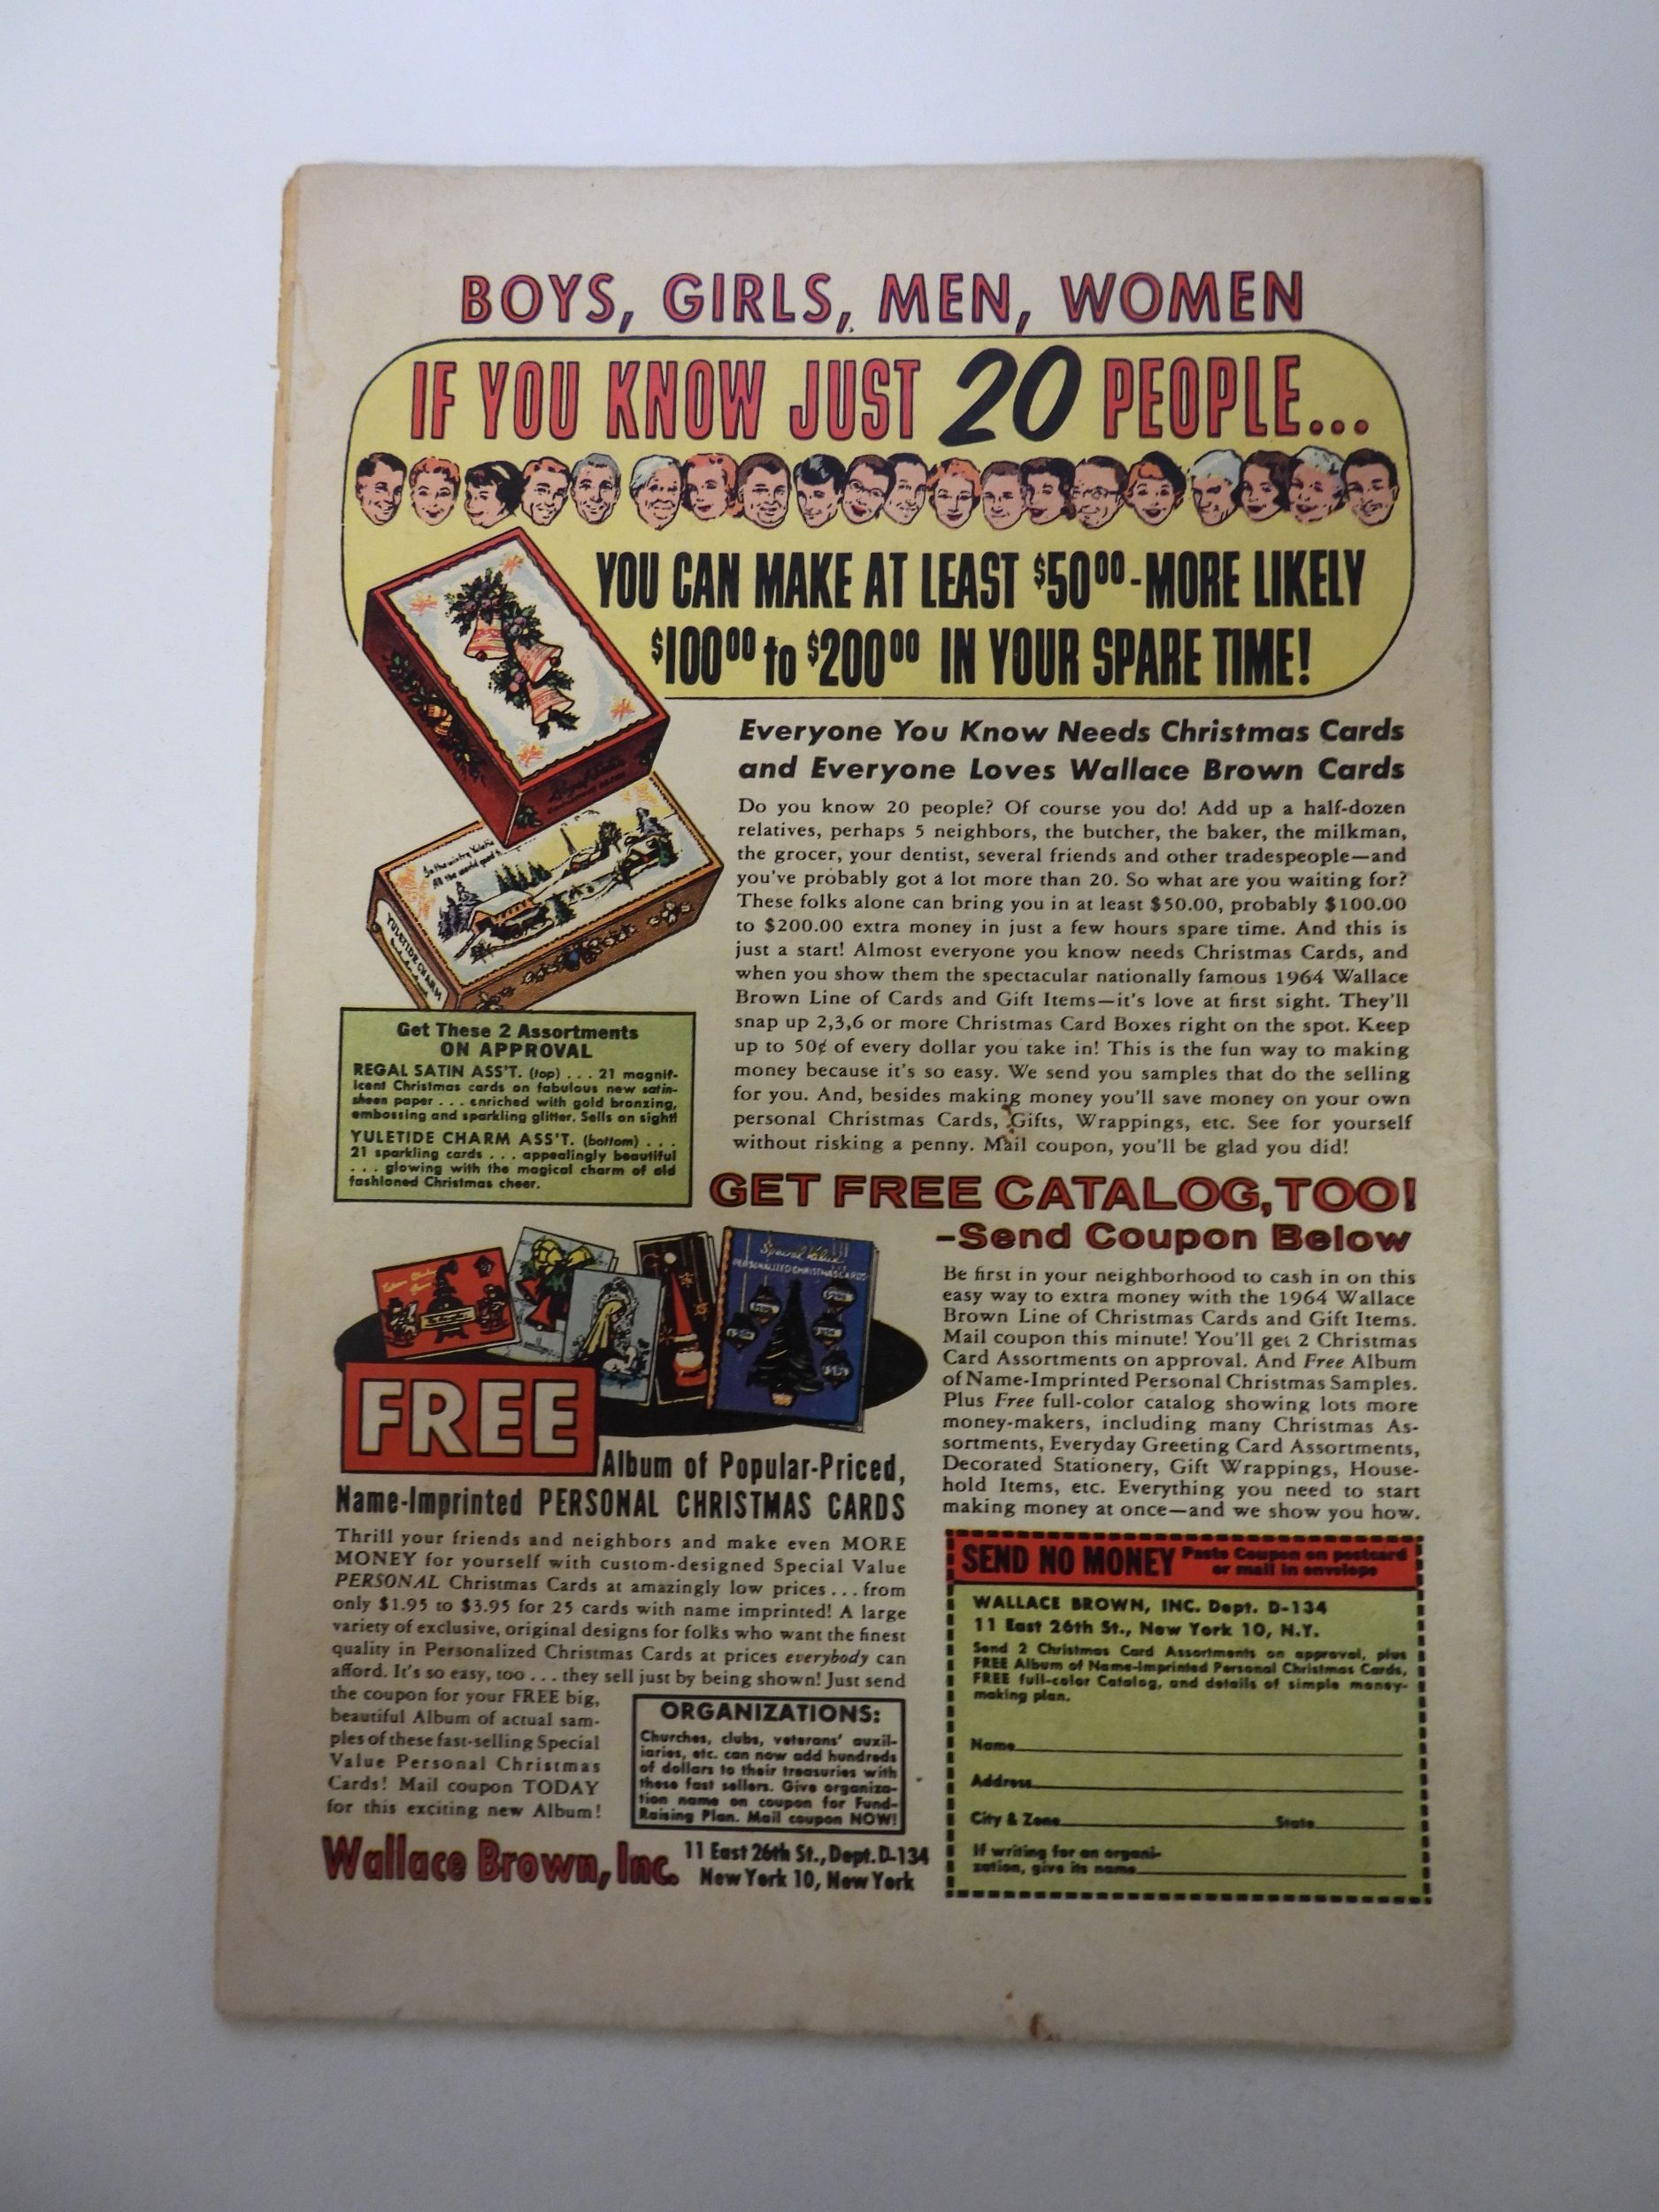 BOYS, GIRLS, MEN, WOMEN
IF YOU KNOW JUST 20 PEOPLE...
YOU CAN MAKE AT LEAST $50.00-MORE LIKELY
$100.00 to $200.00 IN YOUR SPARE TIME!
Everyone You Know Needs Christmas Cards
and Everyone Loves Wallace Brown Cards
Do you know 20 people? Of course you do! Add up a half-dozen
relatives, perhaps 5 neighbors, the butcher, the baker, the milkman,
the grocer, your dentist, several friends and other tradespeople—and
you've probably got a lot more than 20. So what are you waiting for?
These folks alone can bring you in at least $50.00, probably $100.00
to $200.00 extra money in just a few hours spare time. And this is
just a start! Almost everyone you know needs Christmas Cards, and
when you show them the spectacular nationally famous 1964 Wallace
Brown Line of Cards and Gift Items—it's love at first sight. They'll
snap up 2,3,6 or more Christmas Card Boxes right on the spot. Keep
up to 50¢ of every dollar you take in! This is the fun way to making
money because it's so easy. We send you samples that do the selling
for you. And, besides making money you'll save money on your own
personal Christmas Cards, Gifts, Wrappings, etc. See for yourself
without risking a penny. Mail coupon, you'll be glad you did!
YULETIDE CHARM
Get These 2 Assortments
ON APPROVAL
REGAL SATIN ASS'T. (top) . . . 21 magnif-
icent Christmas cards on fabulous new satin-
sheen paper . . . enriched with gold bronzing,
embossing and sparkling glitter. Sells on sight!
YULETIDE CHARM ASS'T. (bottom) . . .
21 sparkling cards . . . appealingly beautiful
. . . glowing with the magical charm of old
fashioned Christmas cheer.
GET FREE CATALOG, TOO!
-Send Coupon Below
Be first in your neighborhood to cash in on this
easy way to extra money with the 1964 Wallace
Brown Line of Christmas Cards and Gift Items.
Mail coupon this minute! You'll get 2 Christmas
Card Assortments on approval. And Free Album
of Name-Imprinted Personal Christmas Samples.
Plus Free full-color catalog showing lots more
money-makers, including many Christmas As-
sortments, Everyday Greeting Card Assortments,
Decorated Stationery, Gift Wrappings, House-
hold Items, etc. Everything you need to start
making money at once—and we show you how.
Special Value
PERSONALIZED CHRISTMAS CARDS
FREE
Album of Popular-Priced,
Name-Imprinted PERSONAL CHRISTMAS CARDS
Thrill your friends and neighbors and make even MORE
MONEY for yourself with custom-designed Special Value
PERSONAL Christmas Cards at amazingly low prices . . . from
only $1.95 to $3.95 for 25 cards with name imprinted! A large
variety of exclusive, original designs for folks who want the finest
quality in Personalized Christmas Cards at prices everybody can
afford. It's so easy, too . . . they sell just by being shown! Just send
the coupon for your FREE big,
beautiful Album of actual sam-
ples of these fast-selling Special
Value Personal Christmas
Cards! Mail coupon TODAY
for this exciting new Album!
ORGANIZATIONS:
Churches, clubs, veterans' auxil-
iaries, etc. can now add hundreds
of dollars to their treasuries with
these fast sellers. Give organiza-
tion name on coupon for Fund-
Raising Plan. Mail coupon NOW!
Wallace Brown, Inc.
11 East 26th St., Dept. D-134
New York 10, New York
SEND NO MONEY Paste Coupon on postcard
or mail in envelope
WALLACE BROWN, INC. Dept. D-134
11 East 26th St., New York 10, N.Y.
Send 2 Christmas Card Assortments on approval, plus
FREE Album of Name-Imprinted Personal Christmas Cards,
FREE full-color Catalog, and details of simple money-
making plan.
Name
Address
City & Zone State
If writing for an organi-
zation, give its name